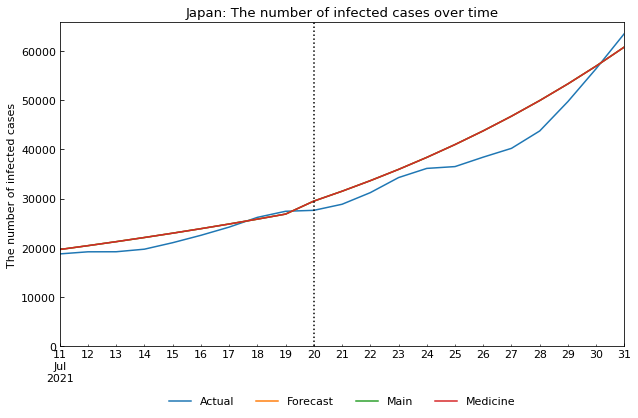 Japan: The number of infected cases over time
The number of infected cases
60000
50000
40000
30000
20000
10000
0
11 12 13 14 15 16 17 18 19 20 21 22 23 24 25 26 27 28 29 30 31
Jul
2021
Actual Forecast Main Medicine